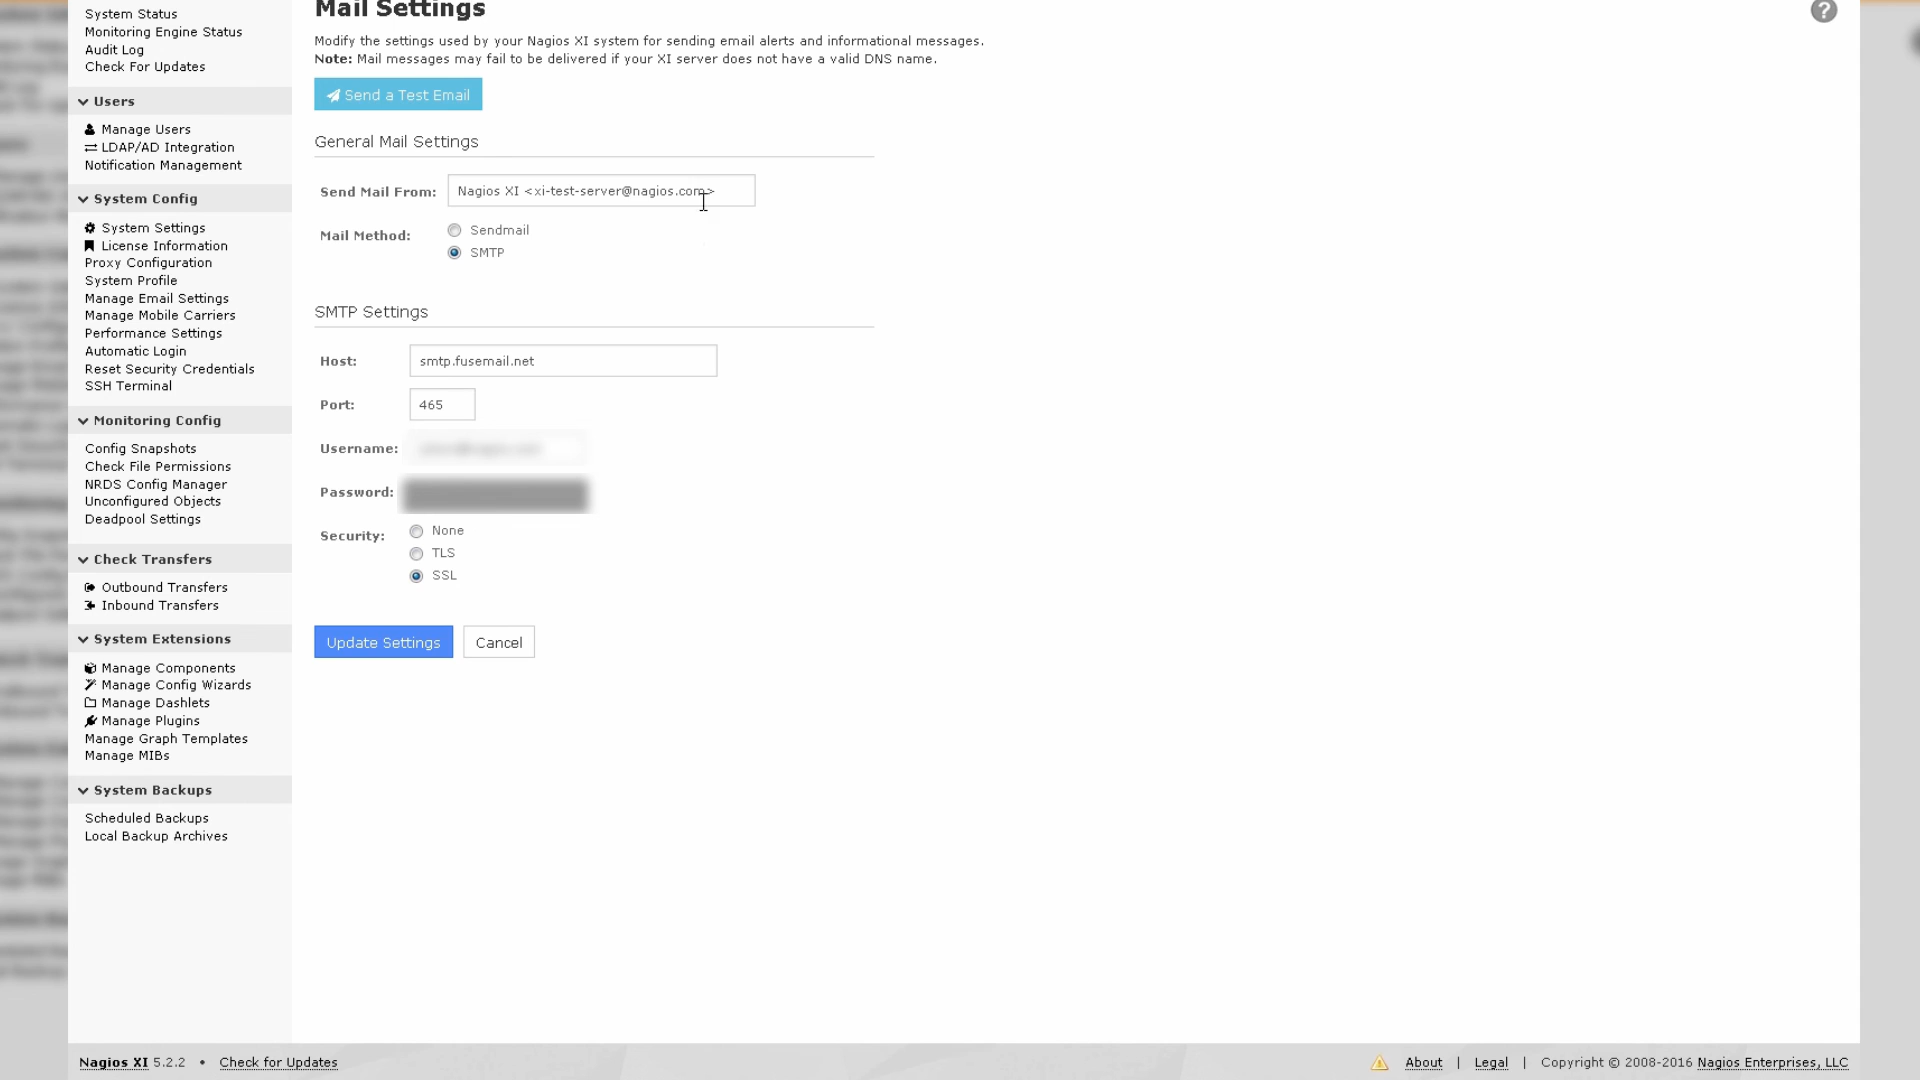 System Status
Monitoring Engine Status
Audit Log
Check For Updates
Users
Manage Users
LDAP/AD Integration
Notification Management
System Config
System Settings
License Information
Proxy Configuration
System Profile
Manage Email Settings
Manage Mobile Carriers
Performance Settings
Automatic Login
Reset Security Credentials
SSH Terminal
Monitoring Config
Config Snapshots
Check File Permissions
NRDS Config Manager
Unconfigured Objects
Deadpool Settings
Check Transfers
Outbound Transfers
Inbound Transfers
System Extensions
Manage Components
Manage Config Wizards
Manage Dashlets
Manage Plugins
Manage Graph Templates
Manage MIBs
System Backups
Scheduled Backups
Local Backup Archives
Mail Settings
?
Modify the settings used by your Nagios XI system for sending email alerts and informational messages.
Note: Mail messages may fail to be delivered if your XI server does not have a valid DNS name.
Send a Test Email
General Mail Settings
Send Mail From: Nagios XI <xi-test-server@nagios.com>
Mail Method: Sendmail
SMTP
SMTP Settings
Host: smtp.fusemail.net
Port: 465
Username:
Password:
Security: None
TLS
SSL
Update Settings Cancel
Nagios XI 5.2.2 • Check for Updates
About | Legal | Copyright © 2008-2016 Nagios Enterprises, LLC